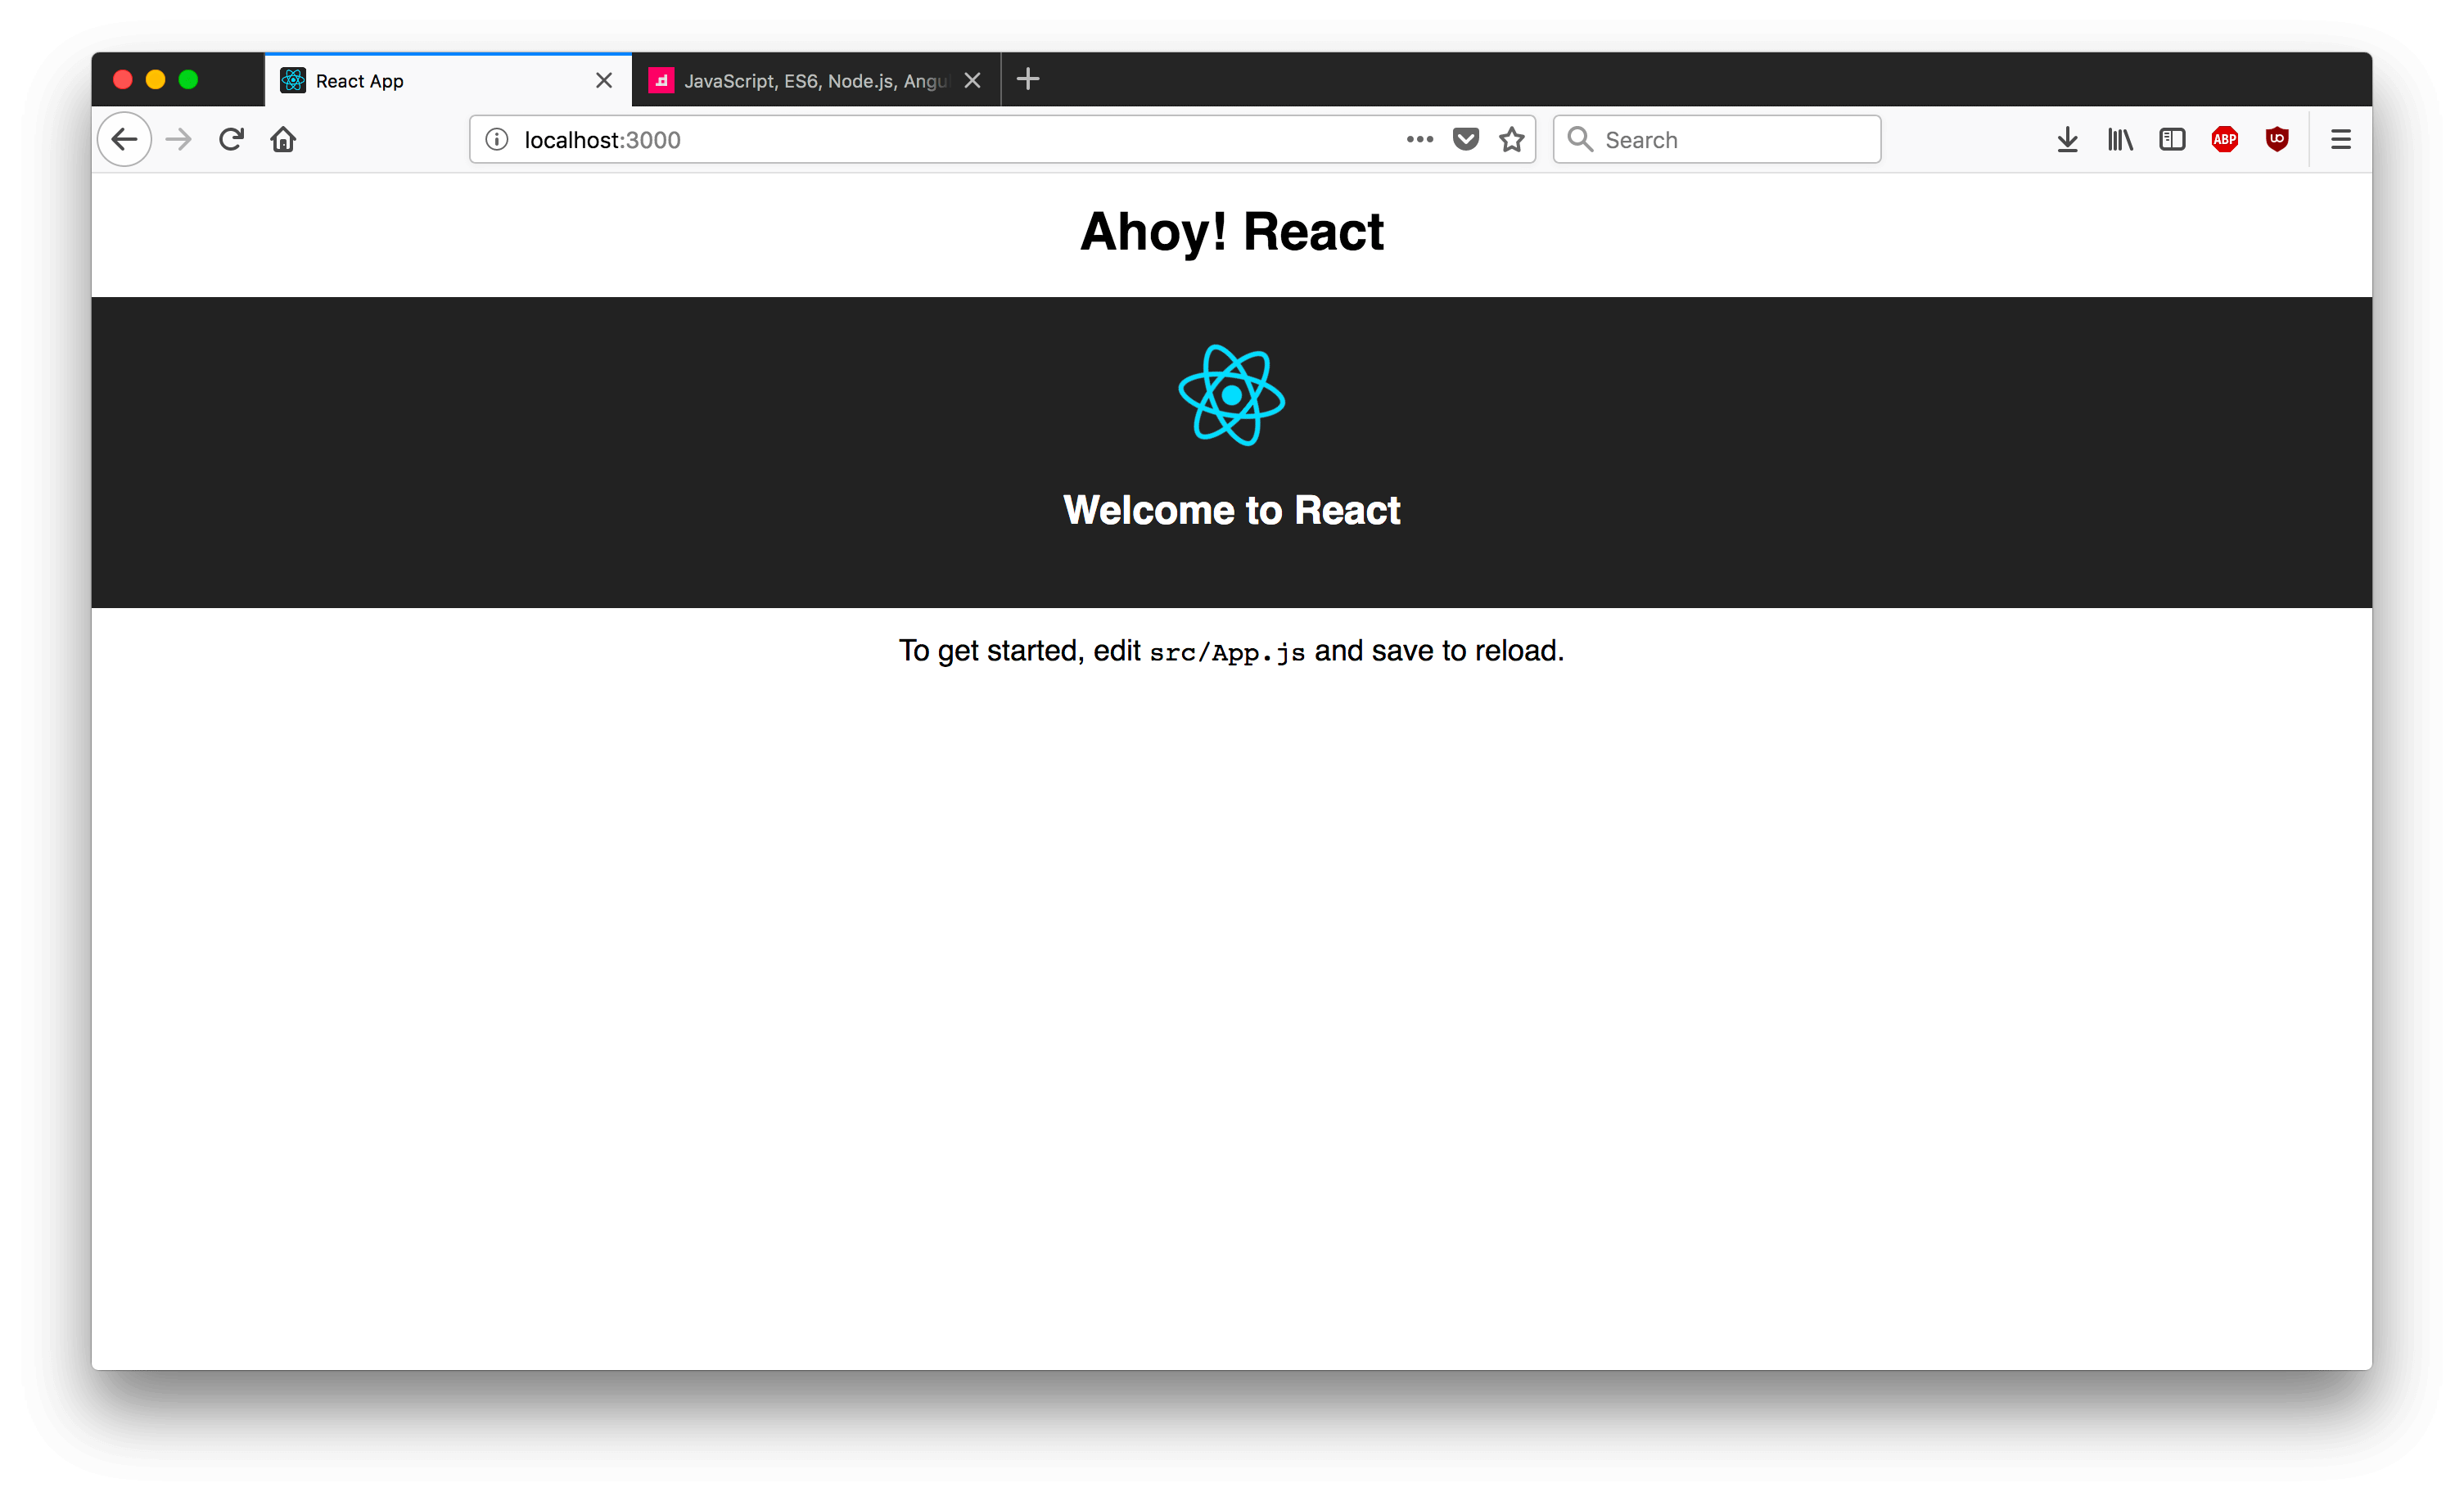 React App
JavaScript, ES6, Node.js, Angu
localhost:3000
Search
ABP
Ahoy! React
Welcome to React
To get started, edit src/App.js and save to reload.